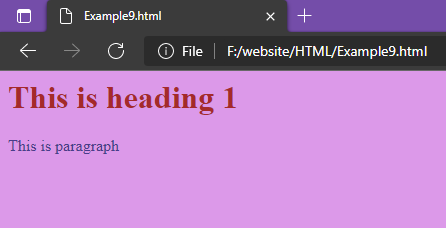 Example9.html
File F:/website/HTML/Example9.html
This is heading 1
This is paragraph